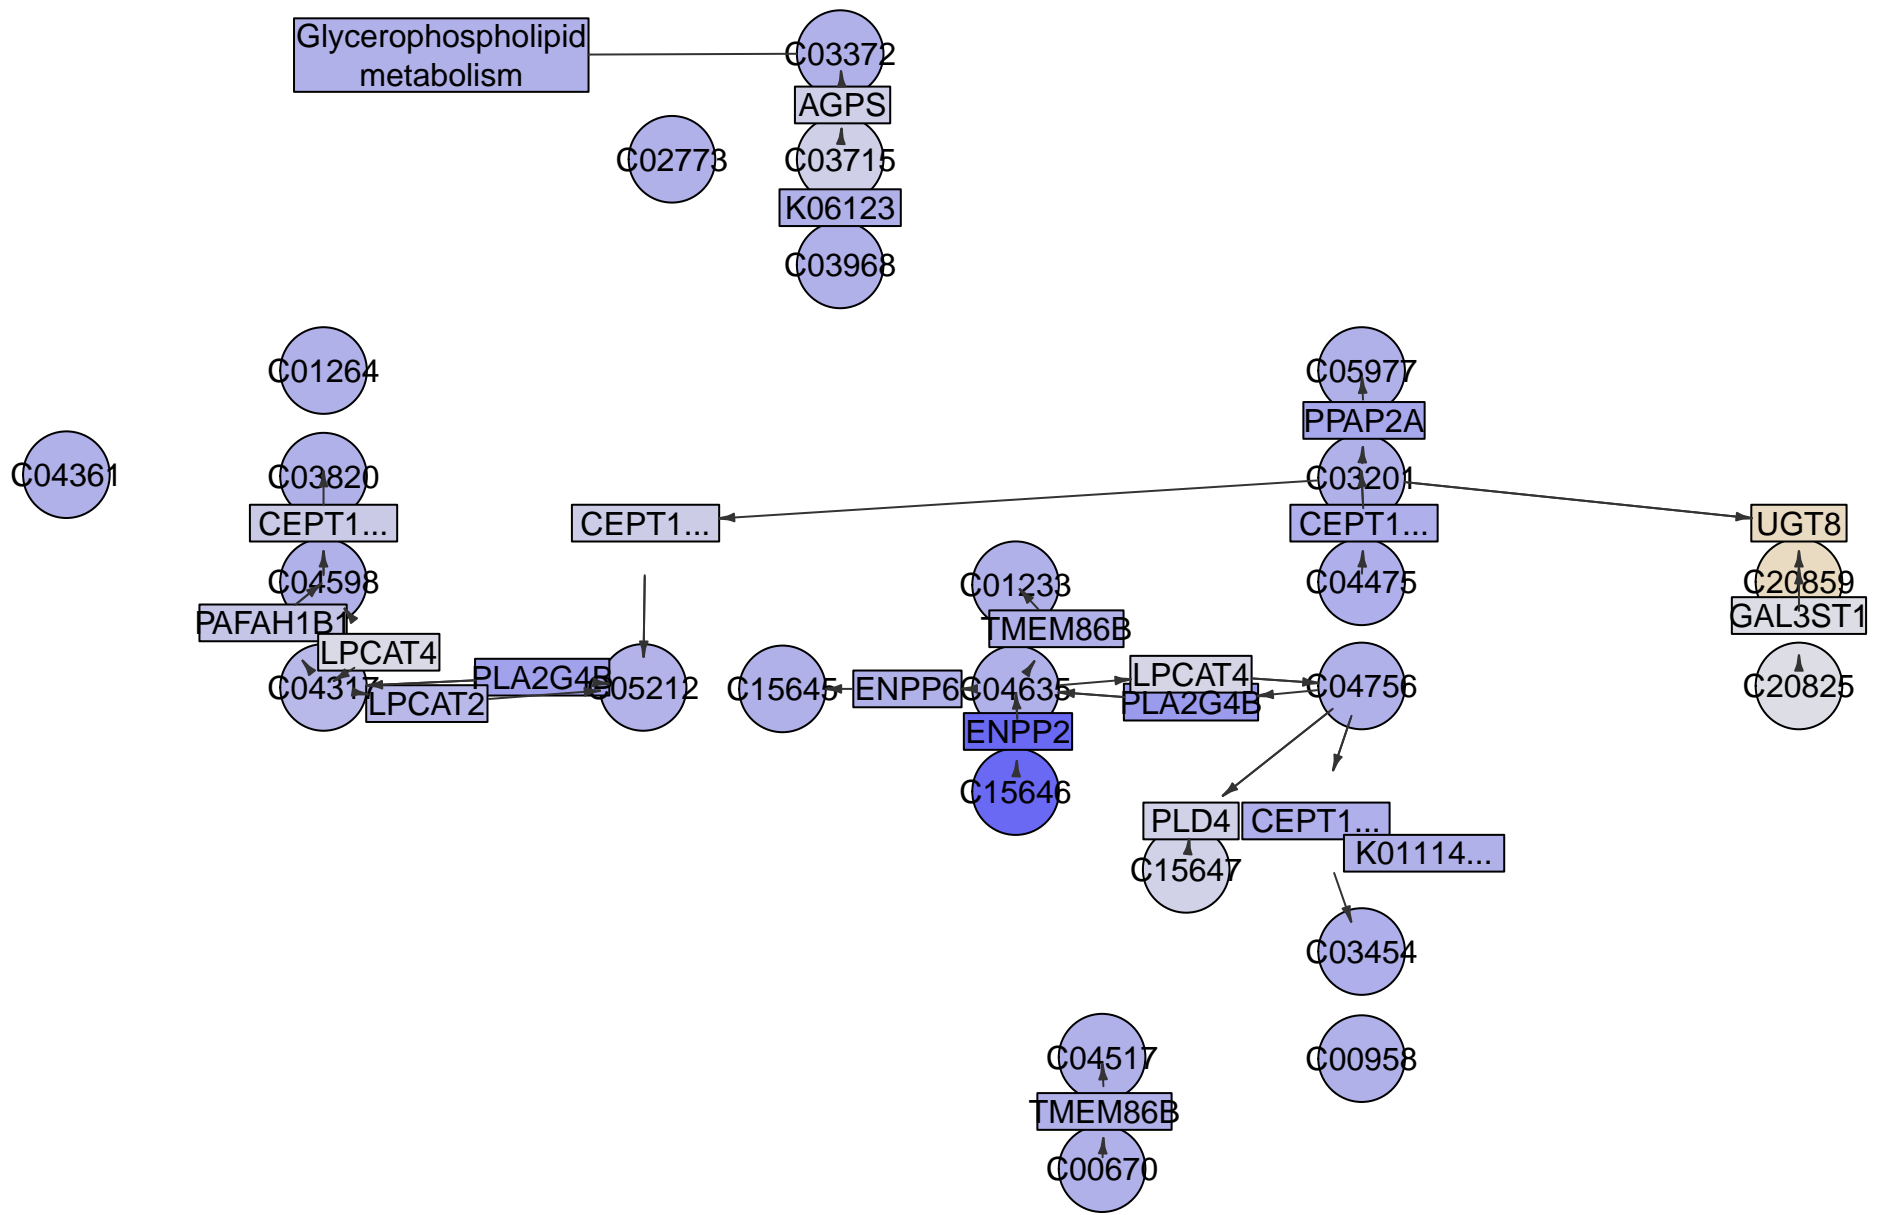 Glycerophospholipid
metabolism
C03372
AGPS
C02773
C03715
K06123
C03968
C01264
C05977
PPAP2A
C04361
C03820
C03201
CEPT1...
CEPT1...
CEPT1...
UGT8
C04598
C01233
C04475
C20859
PAFAH1B1
TMEM86B
GAL3ST1
LPCAT4
LPCAT4
PLA2G4B
C04317
C05212
C15645
ENPP6
C04635
C04756
C20825
LPCAT2
PLA2G4B
ENPP2
C15646
PLD4
CEPT1...
K01114...
C15647
C03454
C04517
C00958
TMEM86B
C00670